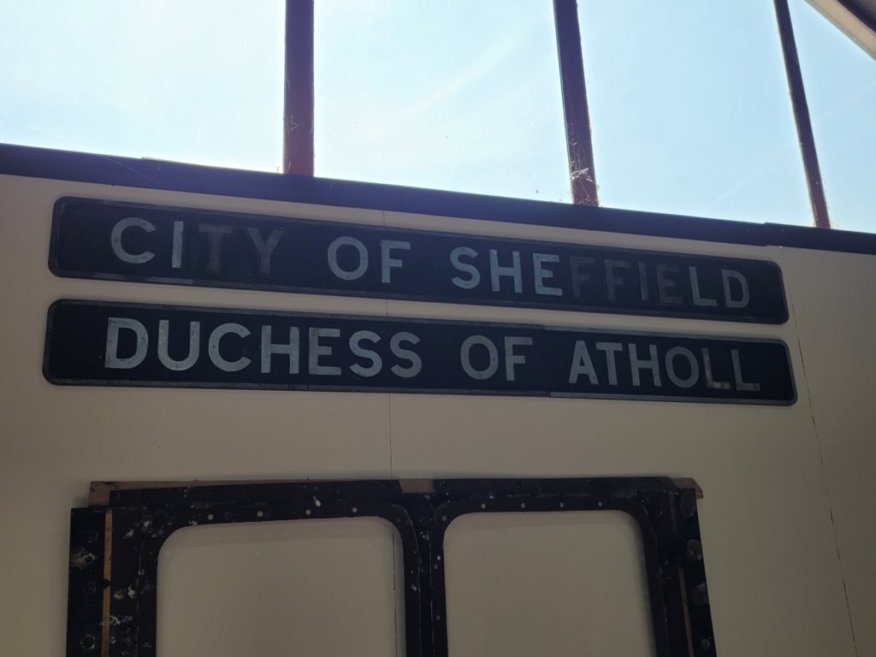 CITY OF SHEFFIELD
DUCHESS OF ATHOLL